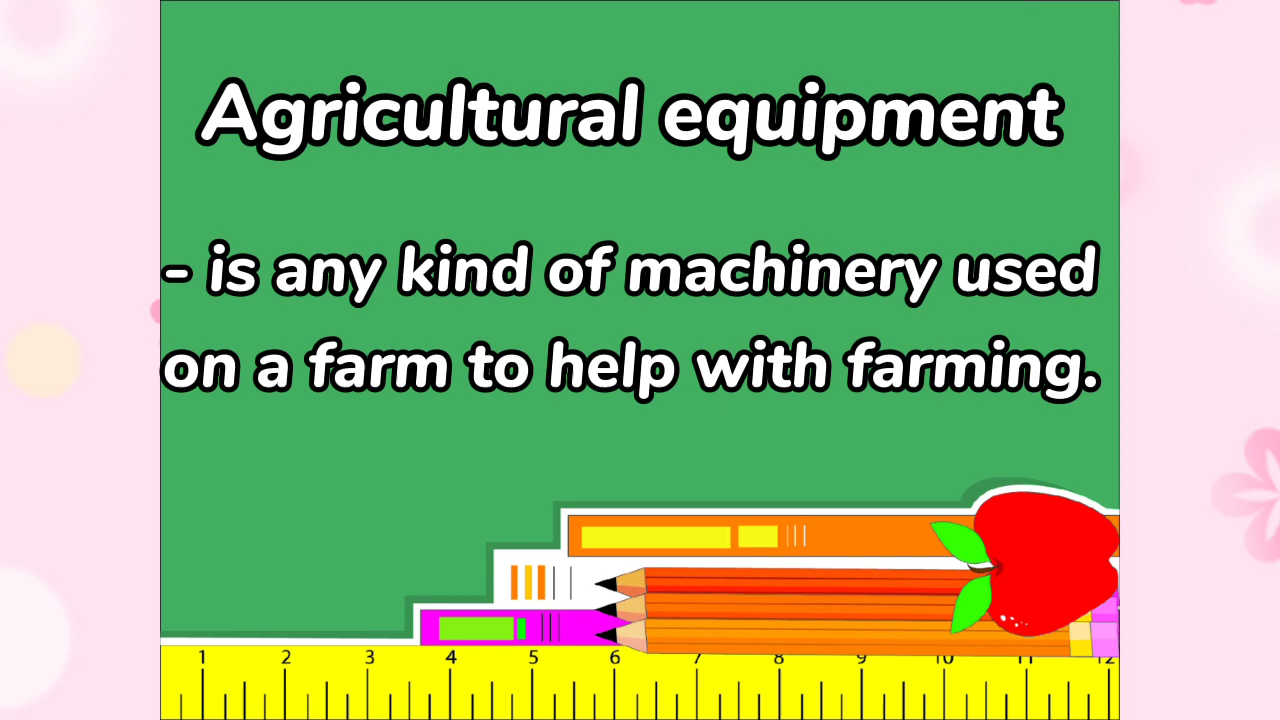 Agricultural equipment
- is any kind of machinery used
on a farm to help with farming.
1 2 3 4 5 6 7 8 9 10 11 12